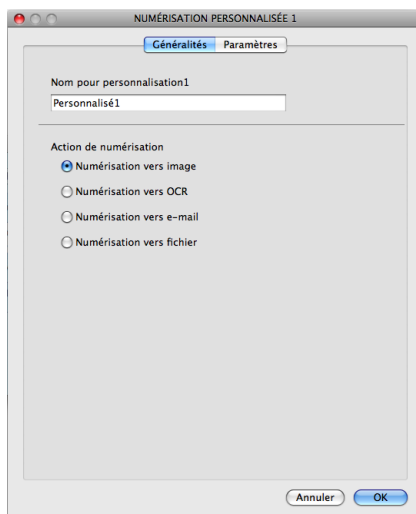 NUMÉRISATION PERSONNALISÉE 1
Généralités Paramètres
Nom pour personnalisation1
Personnalisé1
Action de numérisation
Numérisation vers image
Numérisation vers OCR
Numérisation vers e-mail
Numérisation vers fichier
Annuler OK